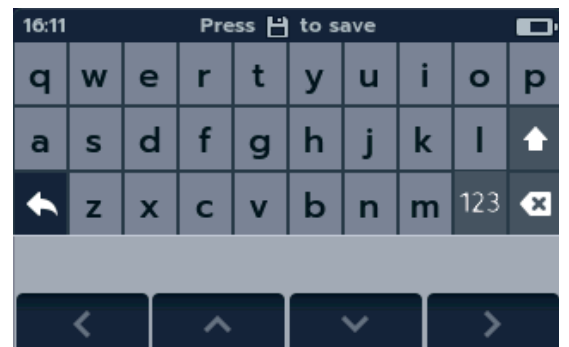 16:11 Press to save
q w e r t y u i o p
a s d f g h j k l
z x c v b n m 123